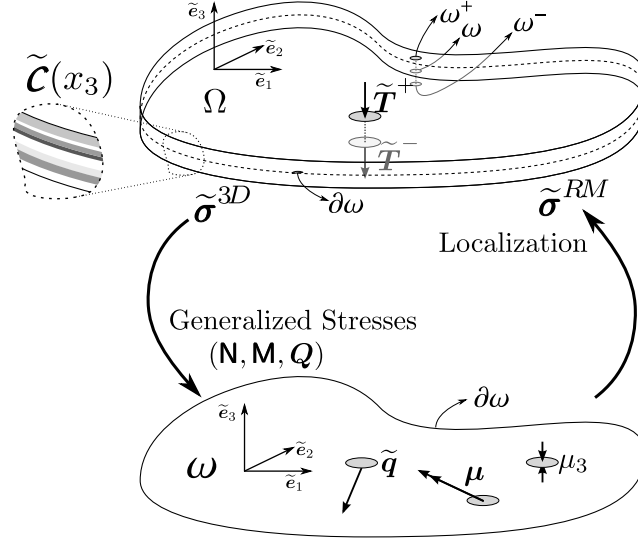 ẽ₃
ω⁺
ω
ω⁻
ẽ₂
ẽ₁
𝓒̃(x₃)
Ω
T̃⁺
T̃⁻
∂ω
σ̃³ᴰ
σ̃ᴿᴹ
Localization
Generalized Stresses
(N, M, Q)
∂ω
ẽ₃
ω
ẽ₂
ẽ₁
q̃
μ
μ₃